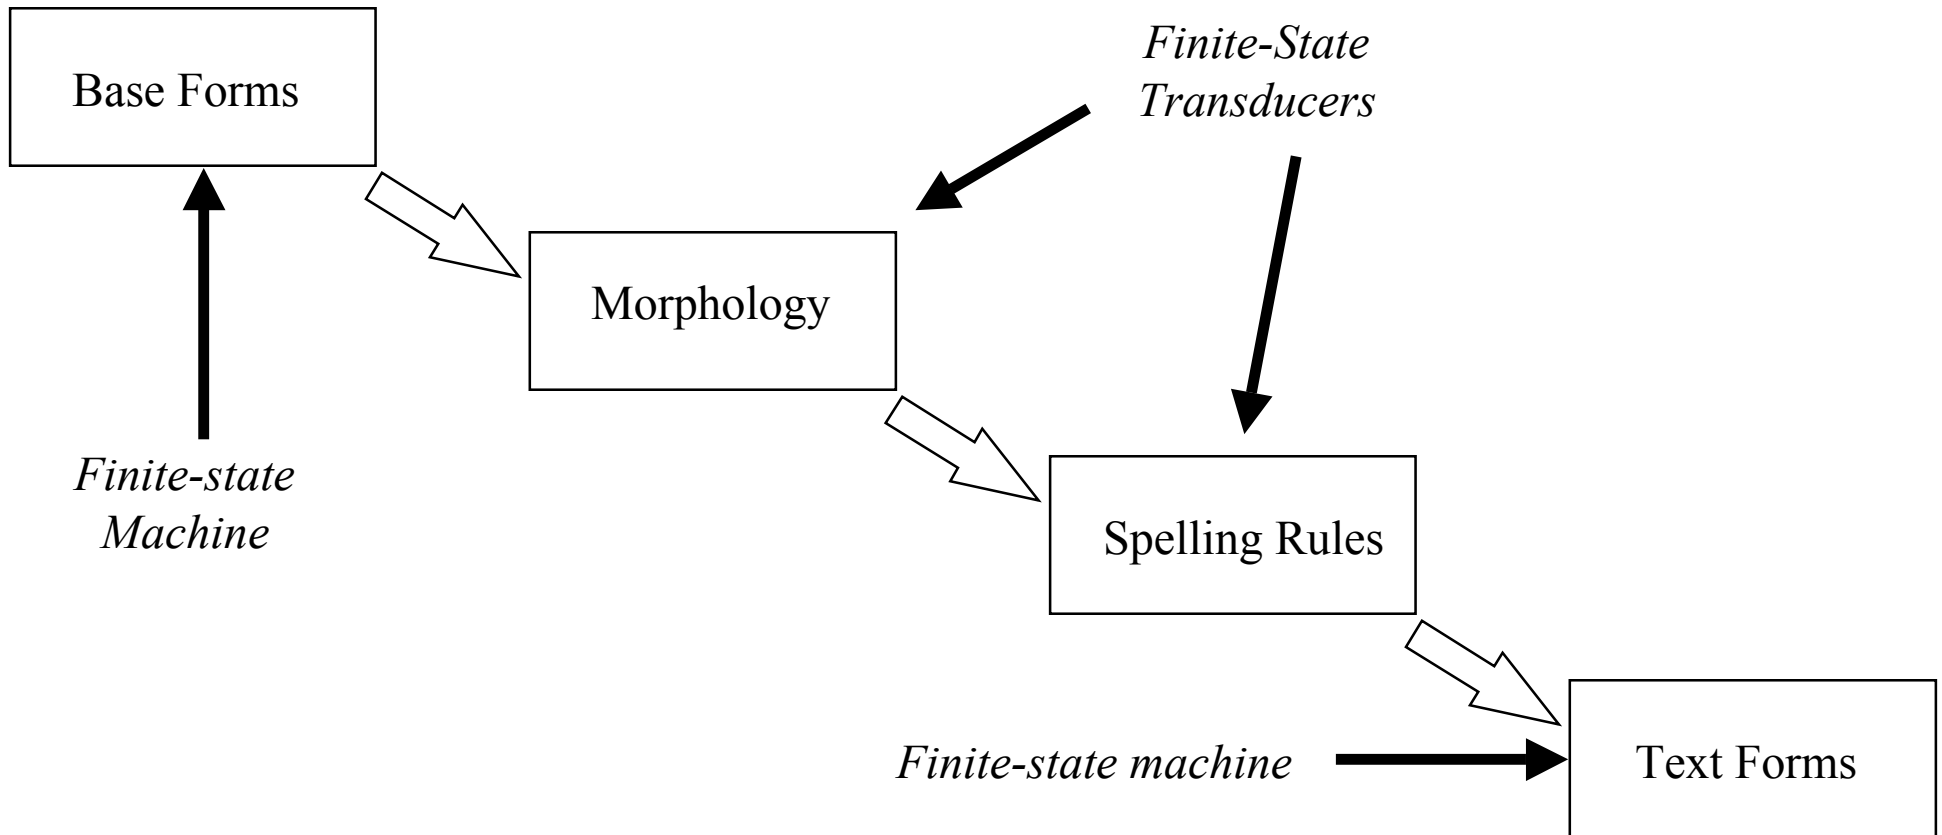 Base Forms
Finite-State
Transducers
Morphology
Finite-state
Machine
Spelling Rules
Finite-state machine
Text Forms